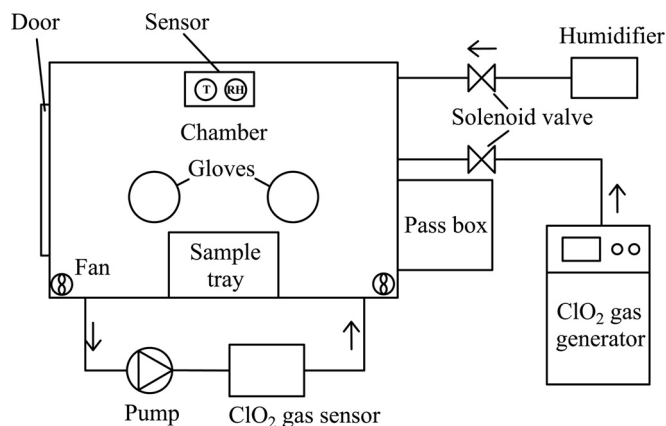 Door
Sensor
Humidifier
T
RH
Chamber
Solenoid valve
Gloves
Pass box
Sample
tray
Fan
ClO₂ gas
generator
Pump
ClO₂ gas sensor